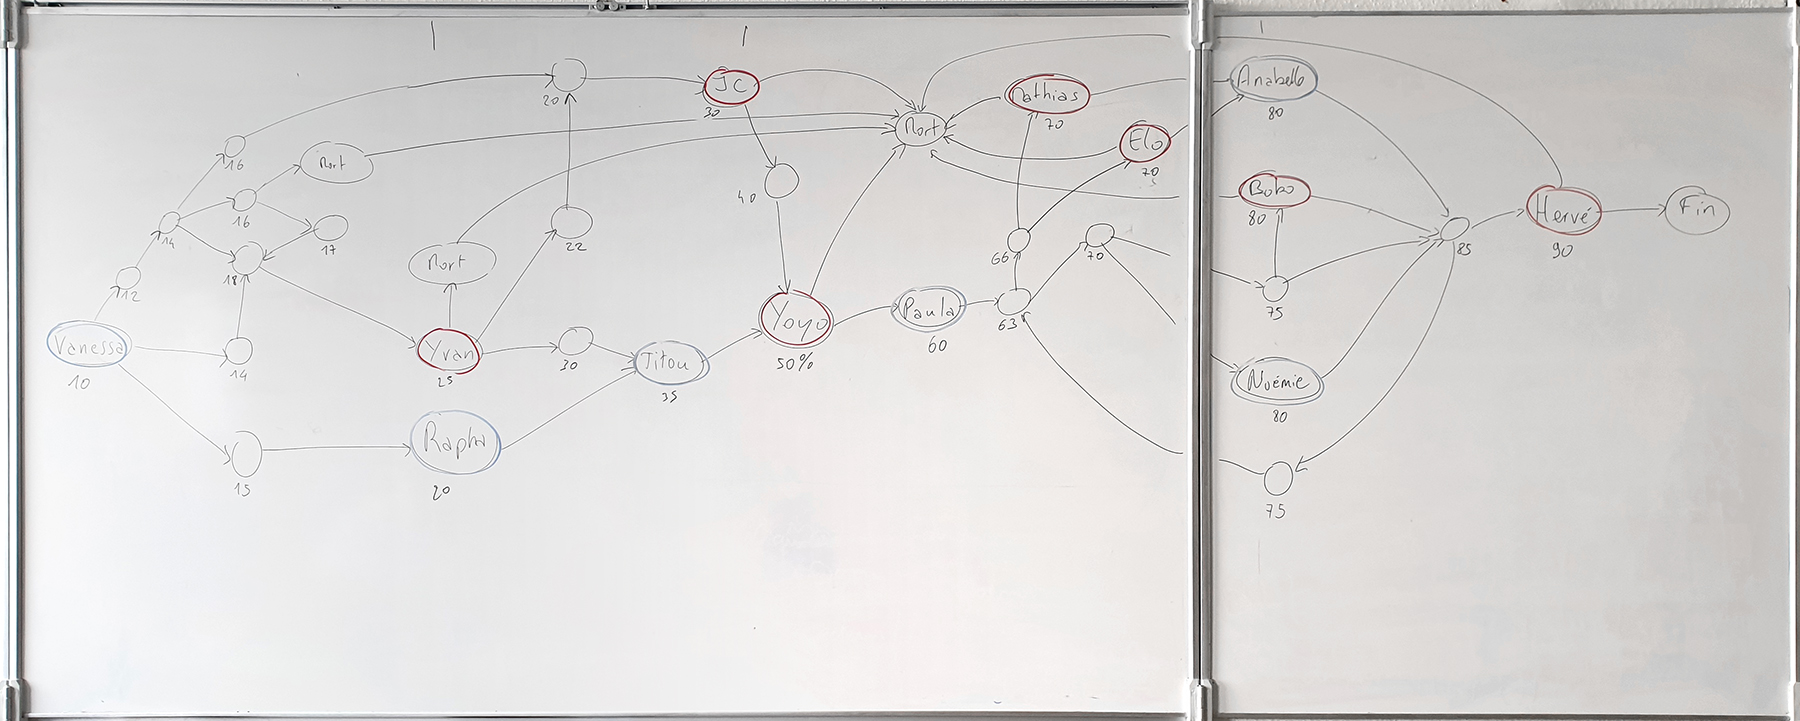 20
JC
30
Mort
Mathias
70
Elo
70
Anabelle
80
16
Mort
16
14
17
40
Bobo
80
Hervé
90
Fin
18
12
Mort
22
66
70
85
Vanessa
10
14
Yvan
25
30
Titou
35
Yoyo
50%
Paula
60
63
75
Noémie
80
15
Rapha
20
75